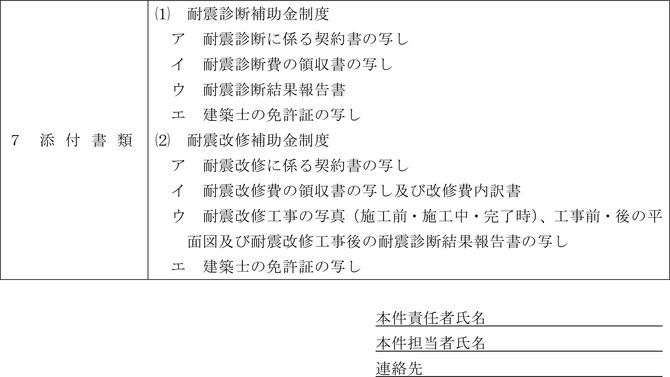 ⑴　耐震診断補助金制度
ア　耐震診断に係る契約書の写し
イ　耐震診断費の領収書の写し
ウ　耐震診断結果報告書
エ　建築士の免許証の写し
７　添 付 書 類
⑵　耐震改修補助金制度
ア　耐震改修に係る契約書の写し
イ　耐震改修費の領収書の写し及び改修費内訳書
ウ　耐震改修工事の写真（施工前・施工中・完了時）、工事前・後の平
面図及び耐震改修工事後の耐震診断結果報告書の写し
エ　建築士の免許証の写し
本件責任者氏名
本件担当者氏名
連絡先